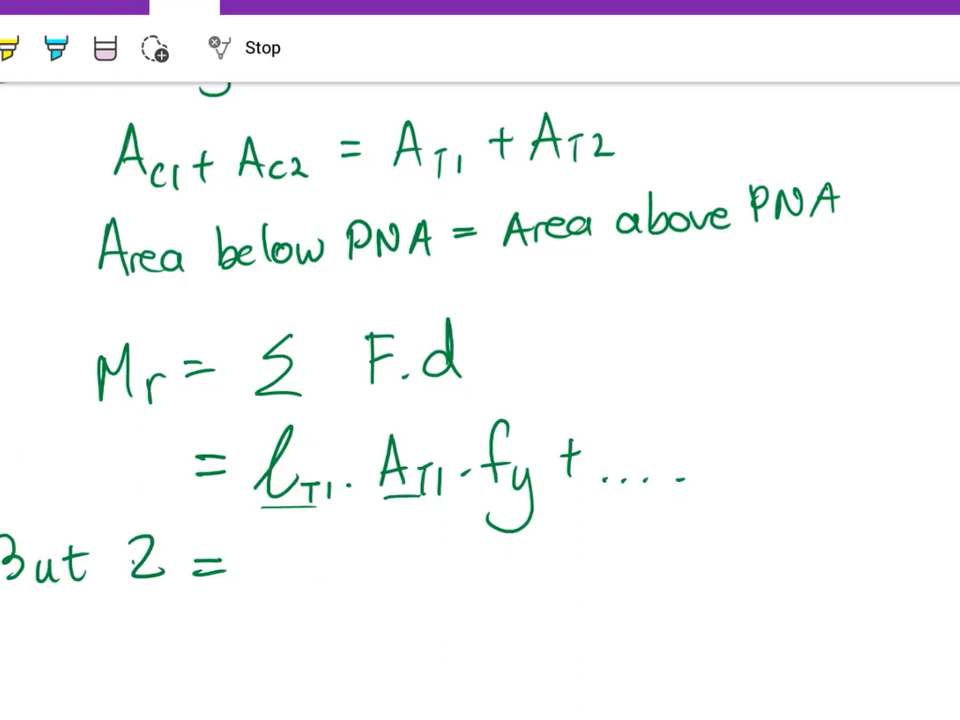 Stop
Ac1 + Ac2 = AT1 + AT2
Area below PNA = Area above PNA
Mr = Σ F.d
= ℓT1 . AT1 . fy + .....
But Z =